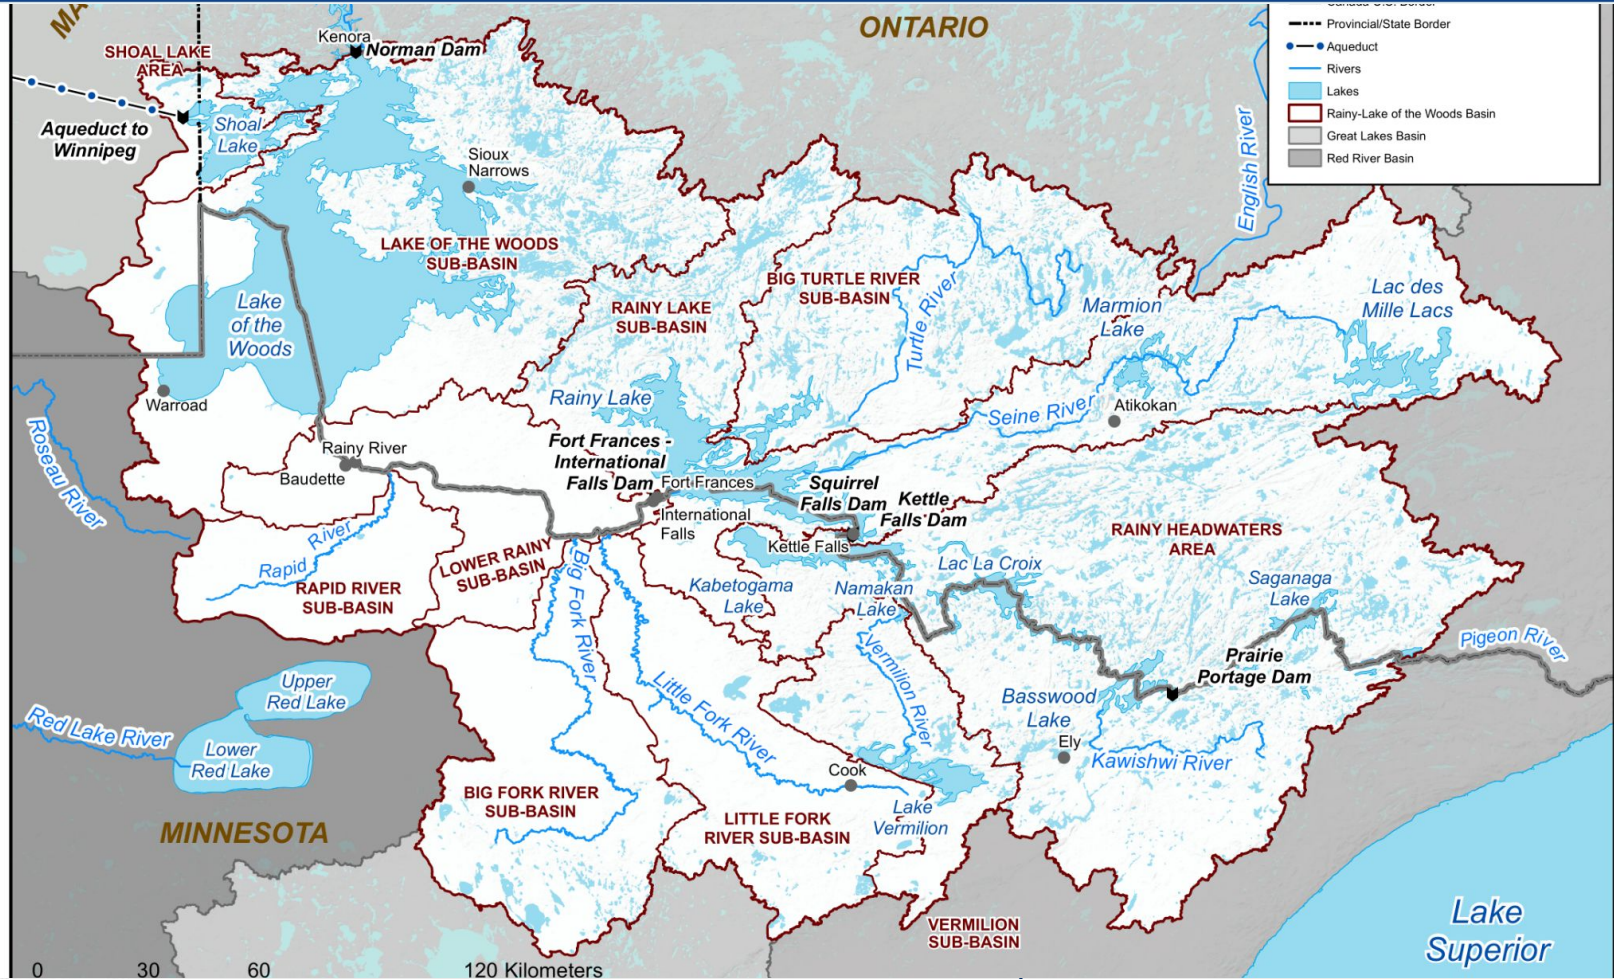 MA
ONTARIO
Canada-U.S. Border
Provincial/State Border
Aqueduct
Rivers
Lakes
Rainy-Lake of the Woods Basin
Great Lakes Basin
Red River Basin
SHOAL LAKE
AREA
Kenora
Norman Dam
Aqueduct to
Winnipeg
Shoal
Lake
Sioux
Narrows
English River
LAKE OF THE WOODS
SUB-BASIN
RAINY LAKE
SUB-BASIN
BIG TURTLE RIVER
SUB-BASIN
Turtle River
Marmion
Lake
Lac des
Mille Lacs
Lake
of the
Woods
Warroad
Rainy Lake
Seine River
Atikokan
Roseau River
Rainy River
Baudette
Fort Frances -
International
Falls Dam
Fort Frances
International
Falls
Squirrel
Falls Dam
Kettle
Falls Dam
Kettle Falls
RAINY HEADWATERS
AREA
Rapid River
RAPID RIVER
SUB-BASIN
LOWER RAINY
SUB-BASIN
Big Fork River
Kabetogama
Lake
Namakan
Lake
Lac La Croix
Saganaga
Lake
Pigeon River
Prairie
Portage Dam
Upper
Red Lake
Lower
Red Lake
Red Lake River
Little Fork River
Vermilion River
Basswood
Lake
Ely
Kawishwi River
Cook
Lake
Vermilion
BIG FORK RIVER
SUB-BASIN
LITTLE FORK
RIVER SUB-BASIN
VERMILION
SUB-BASIN
MINNESOTA
Lake
Superior
0 30 60 120 Kilometers